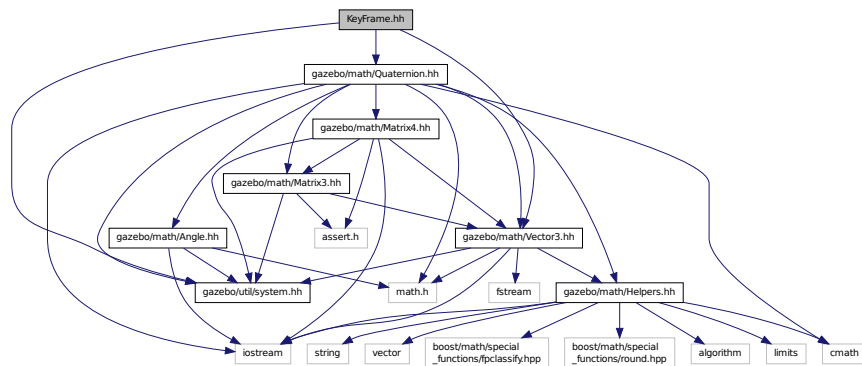 KeyFrame.hh
gazebo/math/Quaternion.hh
gazebo/math/Matrix4.hh
gazebo/math/Matrix3.hh
gazebo/math/Angle.hh
assert.h
gazebo/math/Vector3.hh
gazebo/util/system.hh
math.h
fstream
gazebo/math/Helpers.hh
iostream
string
vector
boost/math/special
_functions/fpclassify.hpp
boost/math/special
_functions/round.hpp
algorithm
limits
cmath